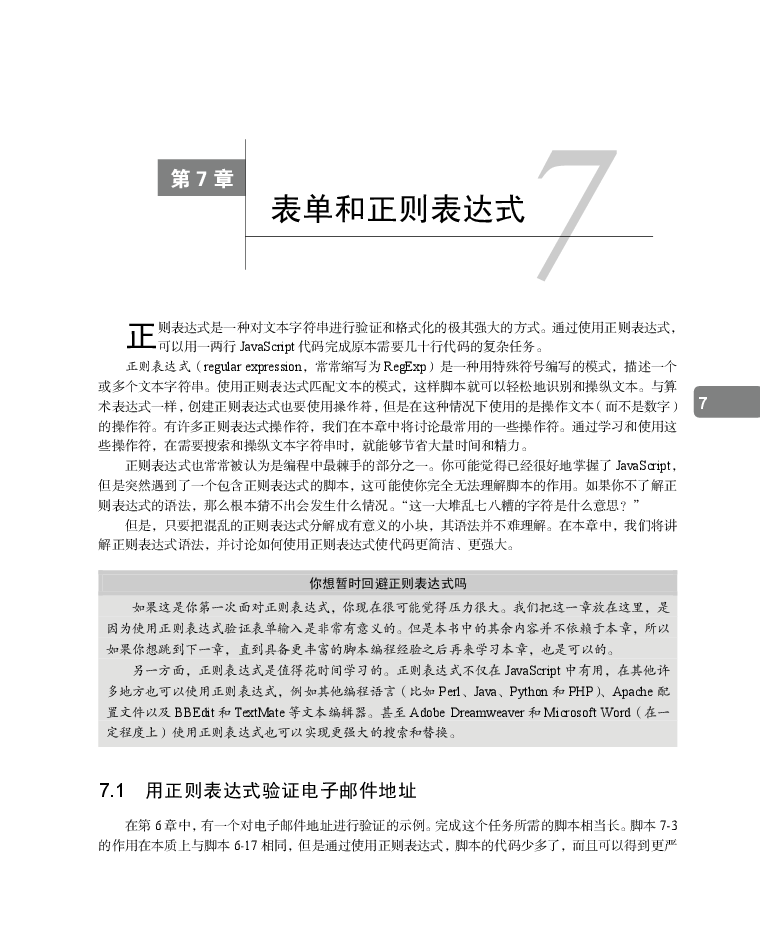 第 7 章
7
表单和正则表达式
正则表达式是一种对文本字符串进行验证和格式化的极其强大的方式。通过使用正则表达式，
可以用一两行 JavaScript 代码完成原本需要几十行代码的复杂任务。
正则表达式（regular expression，常常缩写为 RegExp）是一种用特殊符号编写的模式，描述一个
或多个文本字符串。使用正则表达式匹配文本的模式，这样脚本就可以轻松地识别和操纵文本。与算
术表达式一样，创建正则表达式也要使用操作符，但是在这种情况下使用的是操作文本（而不是数字）
的操作符。有许多正则表达式操作符，我们在本章中将讨论最常用的一些操作符。通过学习和使用这
些操作符，在需要搜索和操纵文本字符串时，就能够节省大量时间和精力。
正则表达式也常常被认为是编程中最棘手的部分之一。你可能觉得已经很好地掌握了 JavaScript，
但是突然遇到了一个包含正则表达式的脚本，这可能使你完全无法理解脚本的作用。如果你不了解正
则表达式的语法，那么根本猜不出会发生什么情况。“这一大堆乱七八糟的字符是什么意思？”
但是，只要把混乱的正则表达式分解成有意义的小块，其语法并不难理解。在本章中，我们将讲
解正则表达式语法，并讨论如何使用正则表达式使代码更简洁、更强大。
7
你想暂时回避正则表达式吗
如果这是你第一次面对正则表达式，你现在很可能觉得压力很大。我们把这一章放在这里，是
因为使用正则表达式验证表单输入是非常有意义的。但是本书中的其余内容并不依赖于本章，所以
如果你想跳到下一章，直到具备更丰富的脚本编程经验之后再来学习本章，也是可以的。
另一方面，正则表达式是值得花时间学习的。正则表达式不仅在 JavaScript 中有用，在其他许
多地方也可以使用正则表达式，例如其他编程语言（比如 Perl、Java、Python 和 PHP）、Apache 配
置文件以及 BBEdit 和 TextMate 等文本编辑器。甚至 Adobe Dreamweaver 和 Microsoft Word（在一
定程度上）使用正则表达式也可以实现更强大的搜索和替换。
7.1 用正则表达式验证电子邮件地址
在第 6 章中，有一个对电子邮件地址进行验证的示例。完成这个任务所需的脚本相当长。脚本 7-3
的作用在本质上与脚本 6-17 相同，但是通过使用正则表达式，脚本的代码少多了，而且可以得到更严